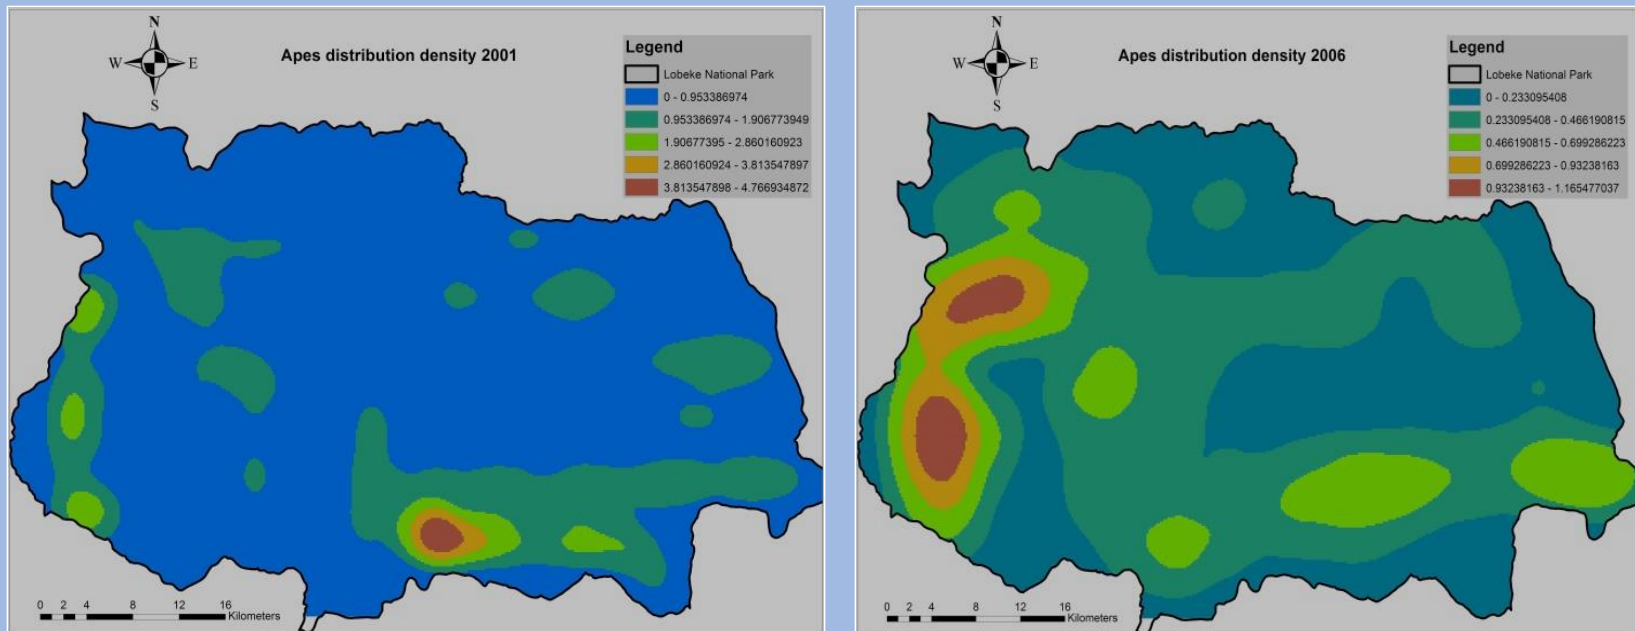 N
W E
S
Apes distribution density 2001
Legend
Lobeke National Park
0 - 0.953386974
0.953386974 - 1.906773949
1.90677395 - 2.860160923
2.860160924 - 3.813547897
3.813547898 - 4.766934872
0 2 4 8 12 16
Kilometers
N
W E
S
Apes distribution density 2006
Legend
Lobeke National Park
0 - 0.233095408
0.233095408 - 0.466190815
0.466190815 - 0.699286223
0.699286223 - 0.93238163
0.93238163 - 1.165477037
0 2 4 8 12 16
Kilometers